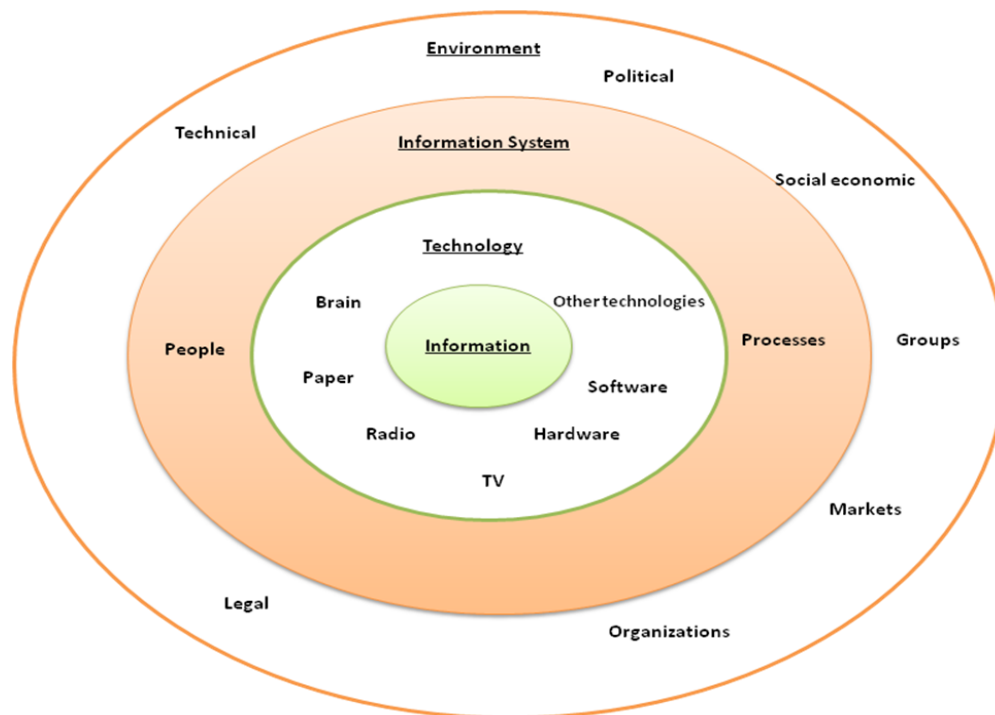 Environment
Political
Technical
Information System
Social economic
Technology
Brain
Other technologies
Information
People
Processes
Groups
Paper
Software
Radio
Hardware
TV
Markets
Legal
Organizations